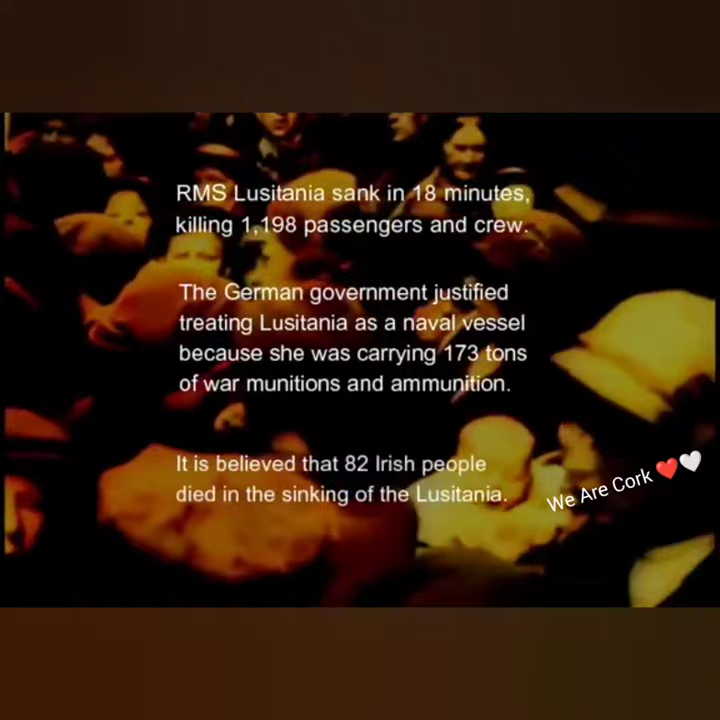 RMS Lusitania sank in 18 minutes,
killing 1,198 passengers and crew.
The German government justified
treating Lusitania as a naval vessel
because she was carrying 173 tons
of war munitions and ammunition.
It is believed that 82 Irish people
died in the sinking of the Lusitania.
We Are Cork ❤️🤍